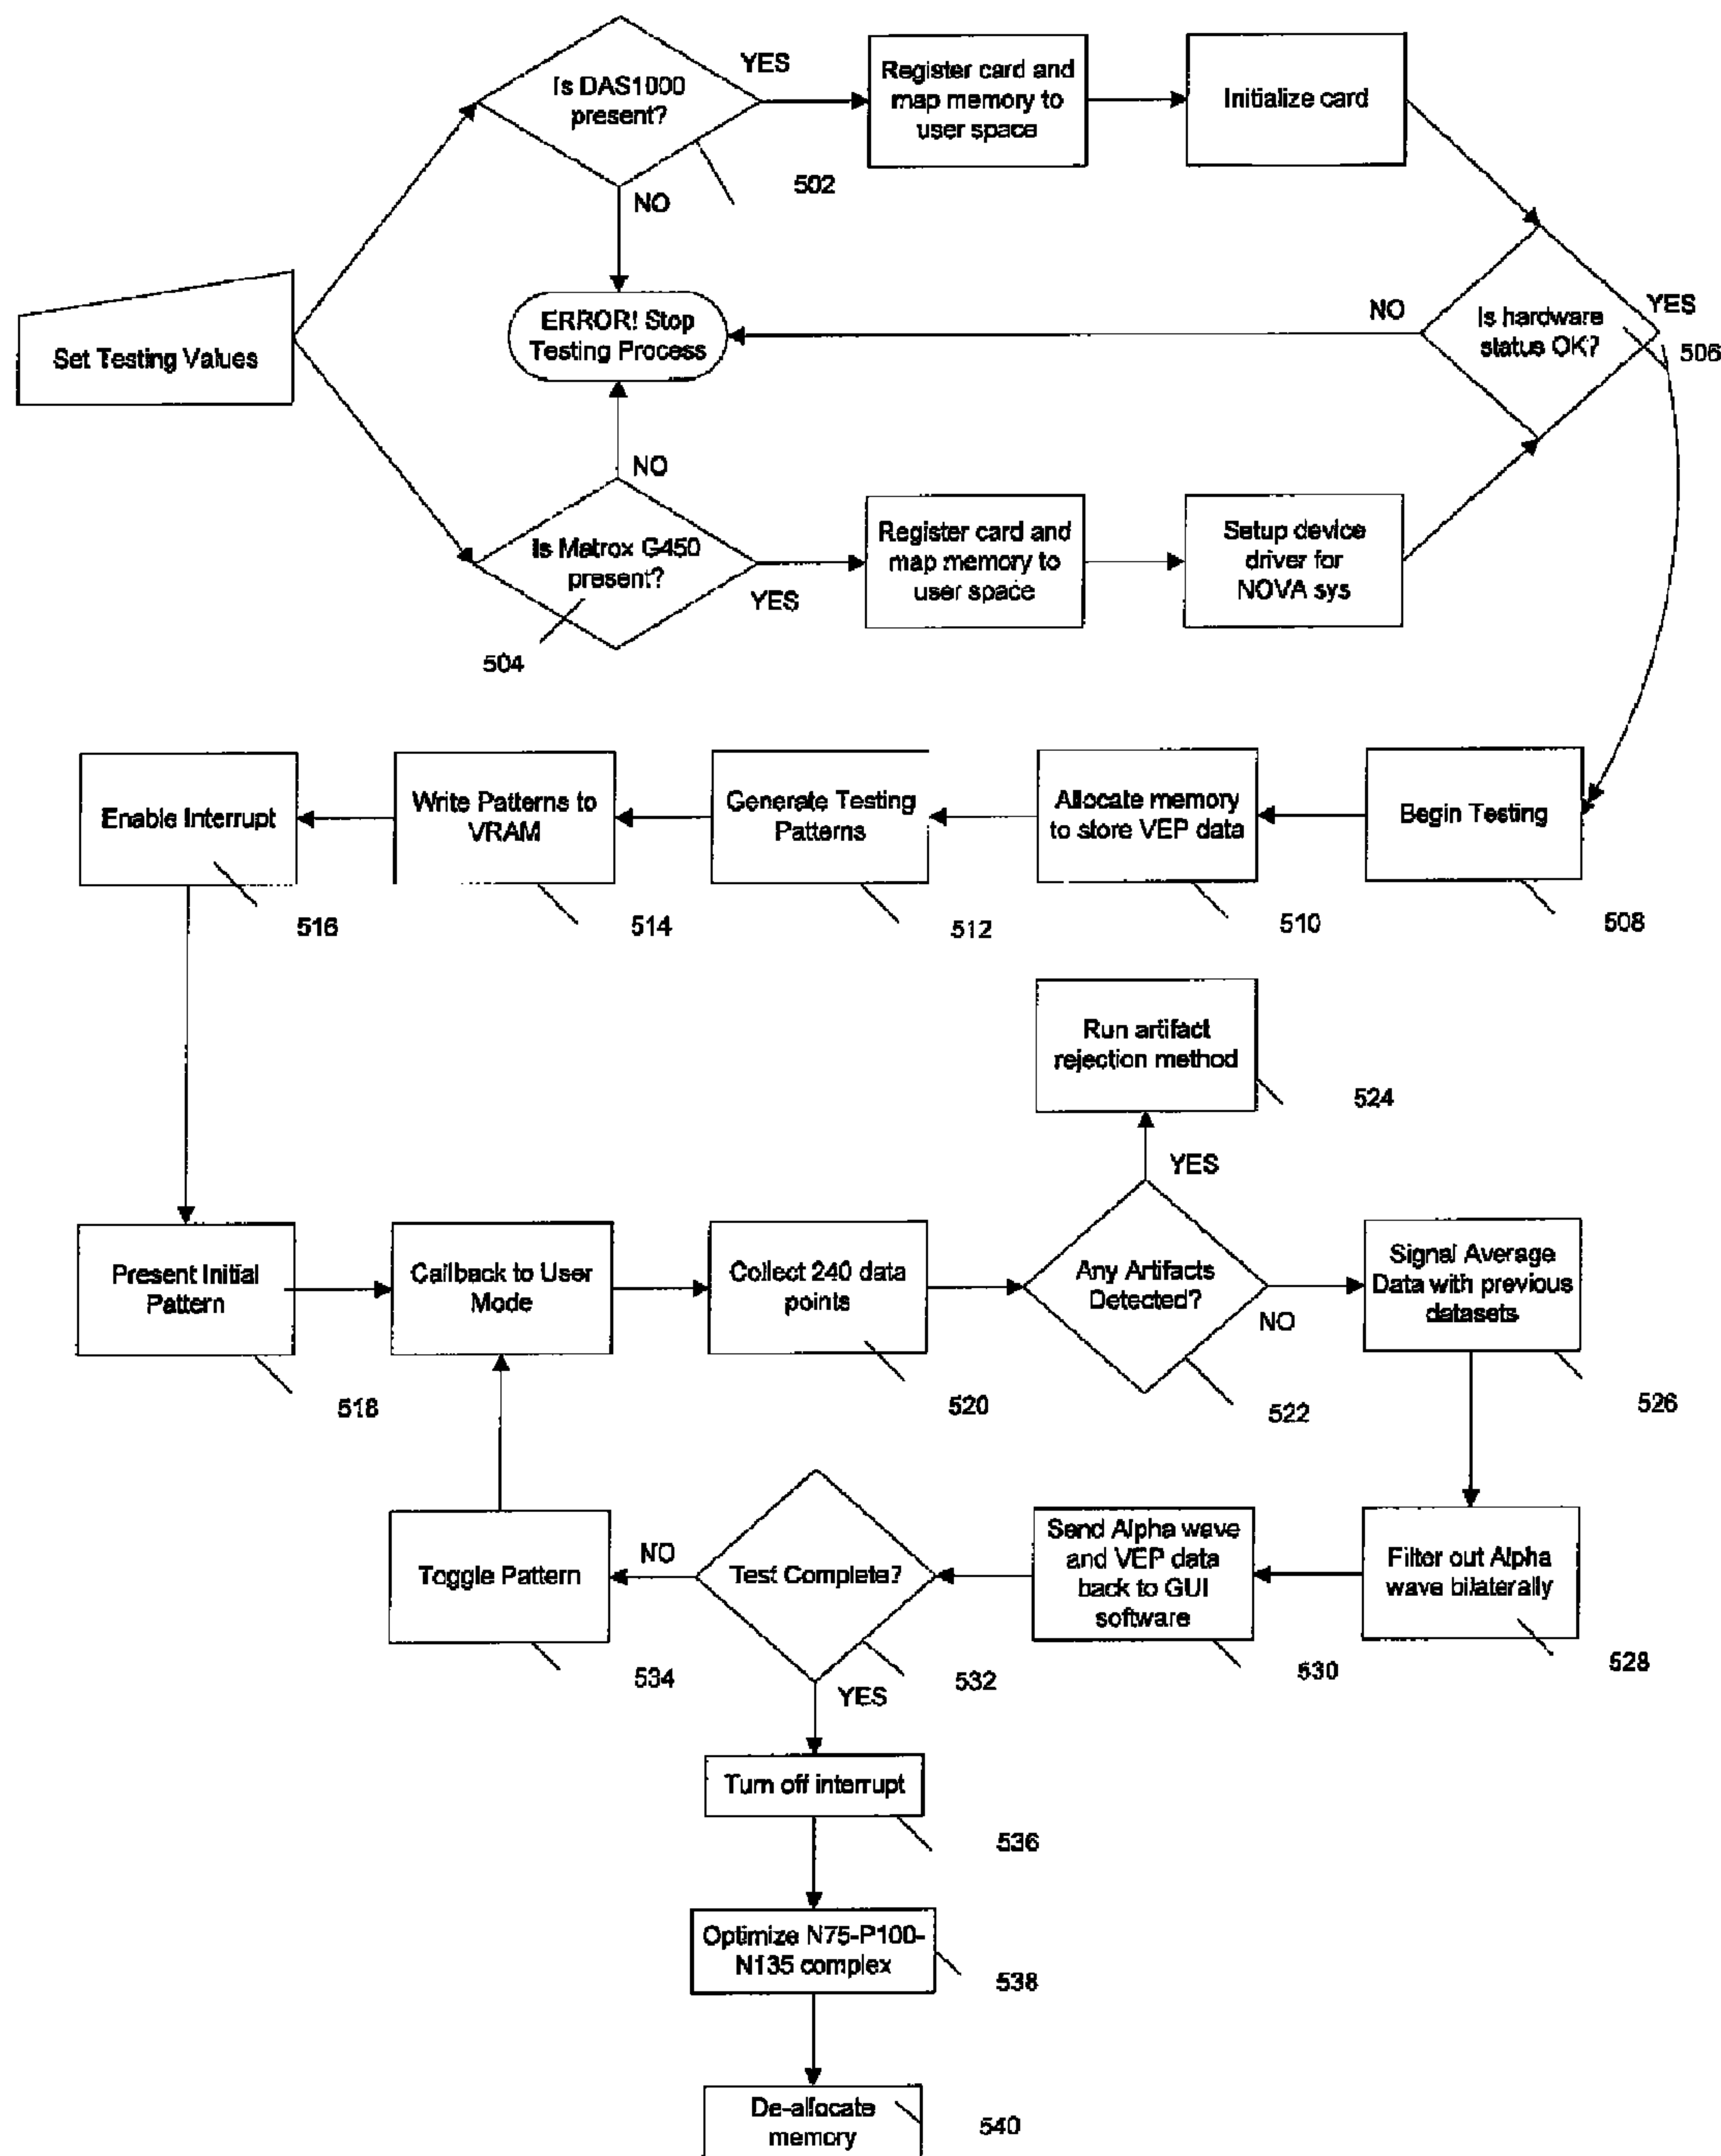 Is DAS1000
present?
YES
Register card and
map memory to
user space
Initialize card
502
NO
Set Testing Values
ERROR! Stop
Testing Process
NO
Is hardware
status OK?
YES
506
NO
Is Matrox G450
present?
YES
Register card and
map memory to
user space
Setup device
driver for
NOVA sys
504
Enable Interrupt
Write Patterns to
VRAM
Generate Testing
Patterns
Allocate memory
to store VEP data
Begin Testing
516
514
512
510
508
Run artifact
rejection method
524
YES
Present Initial
Pattern
Callback to User
Mode
Collect 240 data
points
Any Artifacts
Detected?
NO
Signal Average
Data with previous
datasets
518
520
522
526
Toggle Pattern
NO
Test Complete?
Send Alpha wave
and VEP data
back to GUI
software
Filter out Alpha
wave bilaterally
534
532
530
528
YES
Turn off interrupt
536
Optimize N75-P100-
N135 complex
538
De-allocate
memory
540